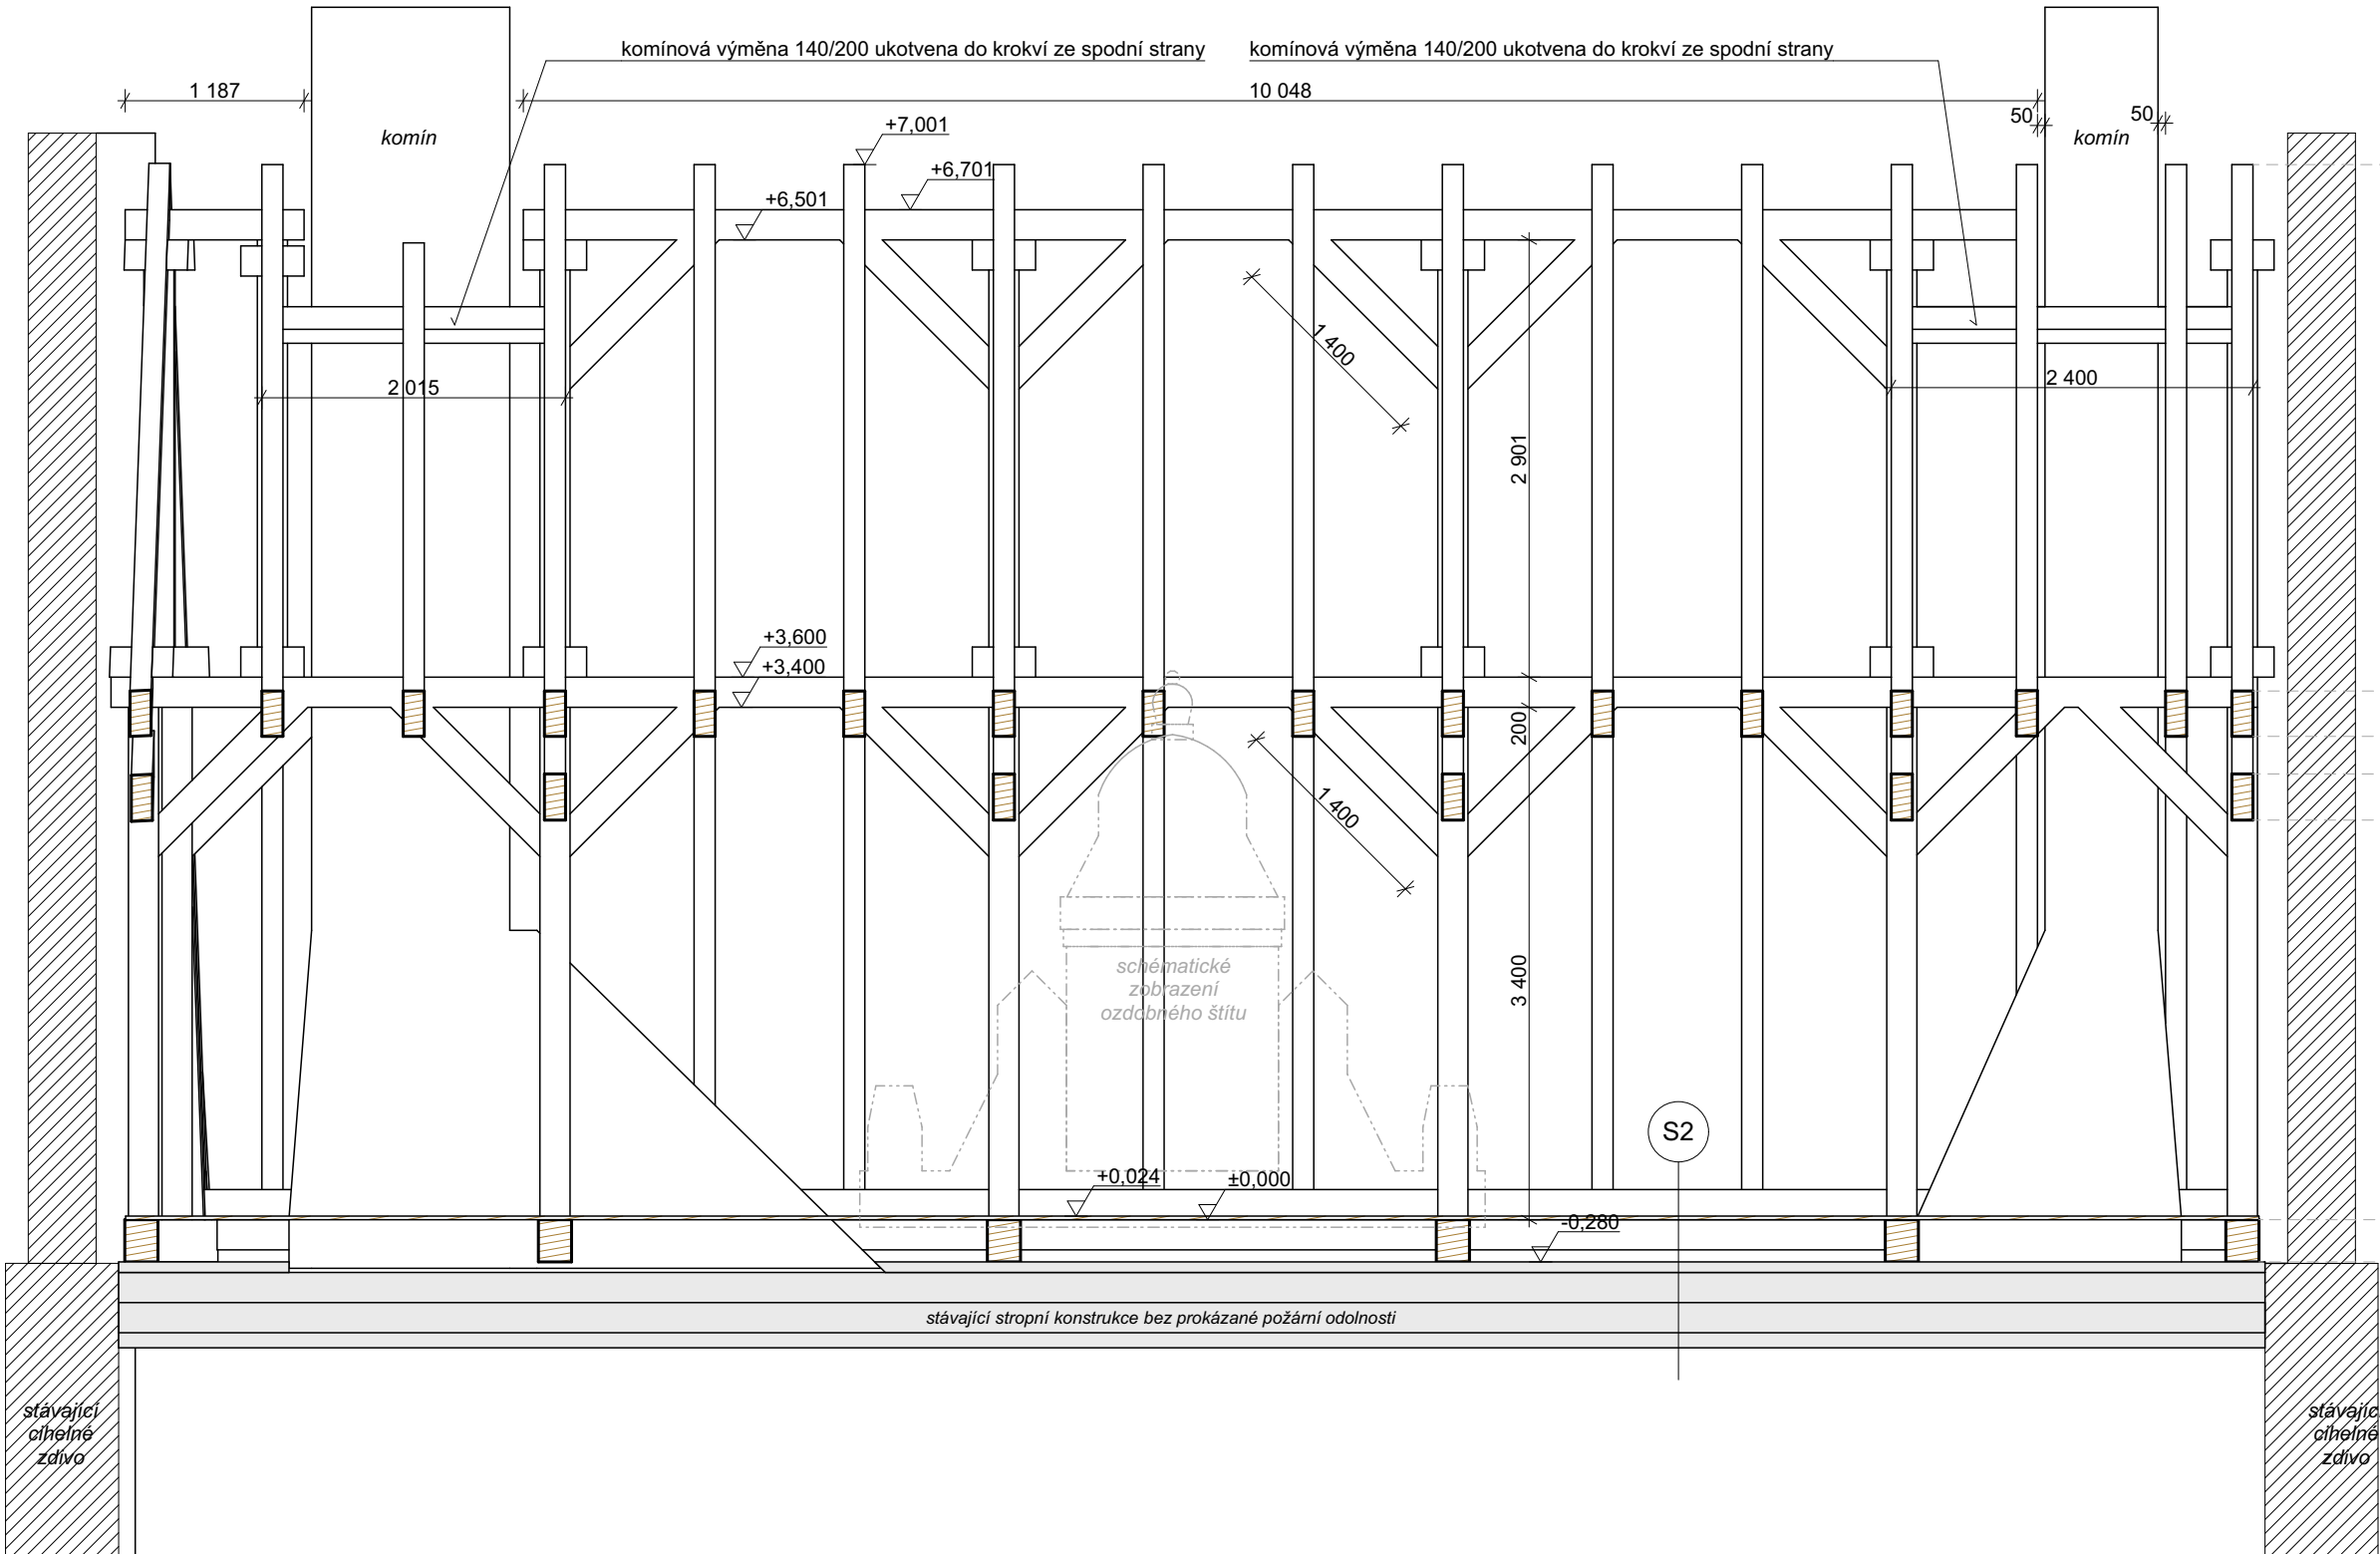 komínová výměna 140/200 ukotvena do krokví ze spodní strany
komínová výměna 140/200 ukotvena do krokví ze spodní strany
1 187
10 048
50
50
komín
komín
+7,001
+6,701
+6,501
1 400
2 015
2 400
2 901
+3,600
+3,400
200
1 400
schématické
zobrazení
ozdobného štítu
3 400
S2
+0,024
±0,000
-0,280
stávající stropní konstrukce bez prokázané požární odolnosti
stávající
cihelné
zdivo
stávajíc
cihelné
zdivo